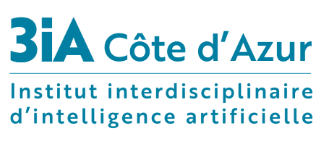 3iA Côte d'Azur
Institut interdisciplinaire
d'intelligence artificielle